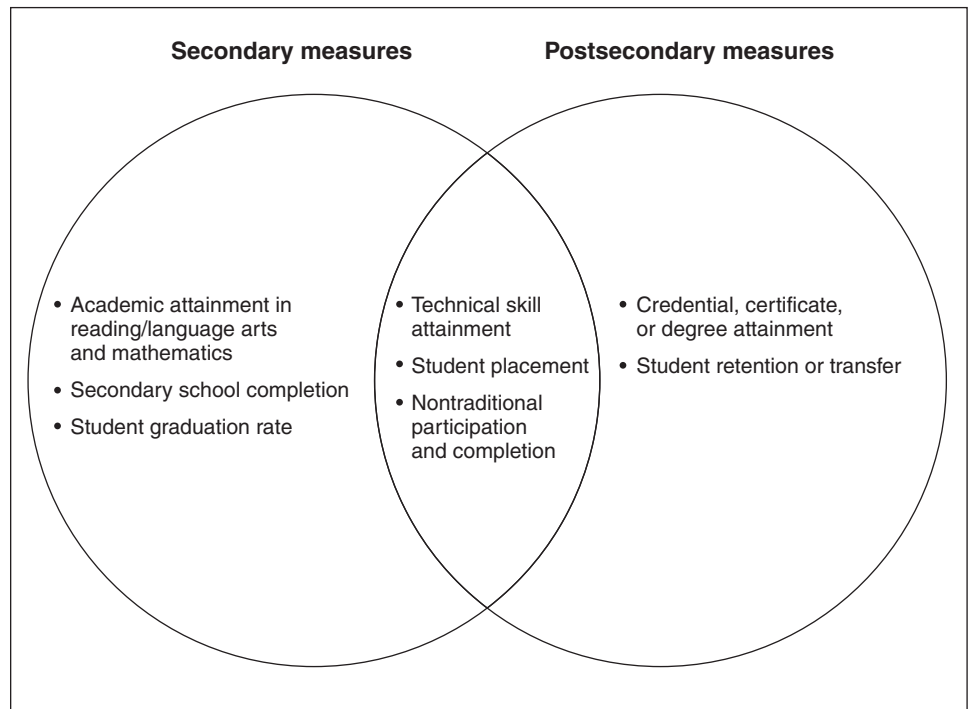 Secondary measures
Postsecondary measures
• Academic attainment in
reading/language arts
and mathematics
• Secondary school completion
• Student graduation rate
• Technical skill
attainment
• Student placement
• Nontraditional
participation
and completion
• Credential, certificate,
or degree attainment
• Student retention or transfer